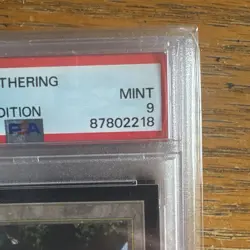 THERING MINT
DITION 9
PSA 87802218